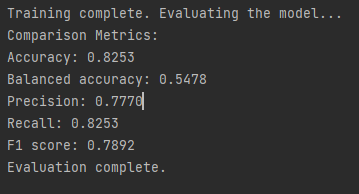 Training complete. Evaluating the model...
Comparison Metrics:
Accuracy: 0.8253
Balanced accuracy: 0.5478
Precision: 0.7770
Recall: 0.8253
F1 score: 0.7892
Evaluation complete.